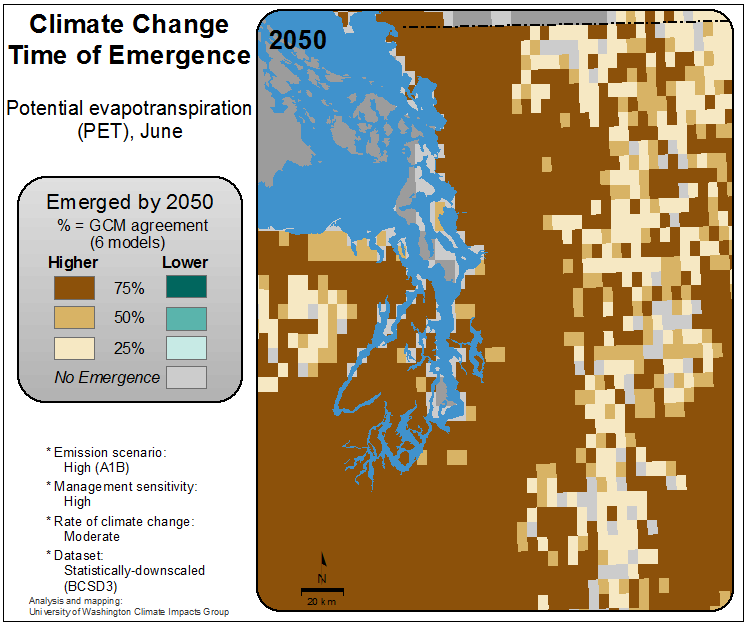 Climate Change
Time of Emergence
Potential evapotranspiration
(PET), June
Emerged by 2050
% = GCM agreement
(6 models)
Higher Lower
75%
50%
25%
No Emergence
* Emission scenario:
High (A1B)
* Management sensitivity:
High
* Rate of climate change:
Moderate
* Dataset:
Statistically-downscaled
(BCSD3)
Analysis and mapping:
University of Washington Climate Impacts Group
2050
N
20 km